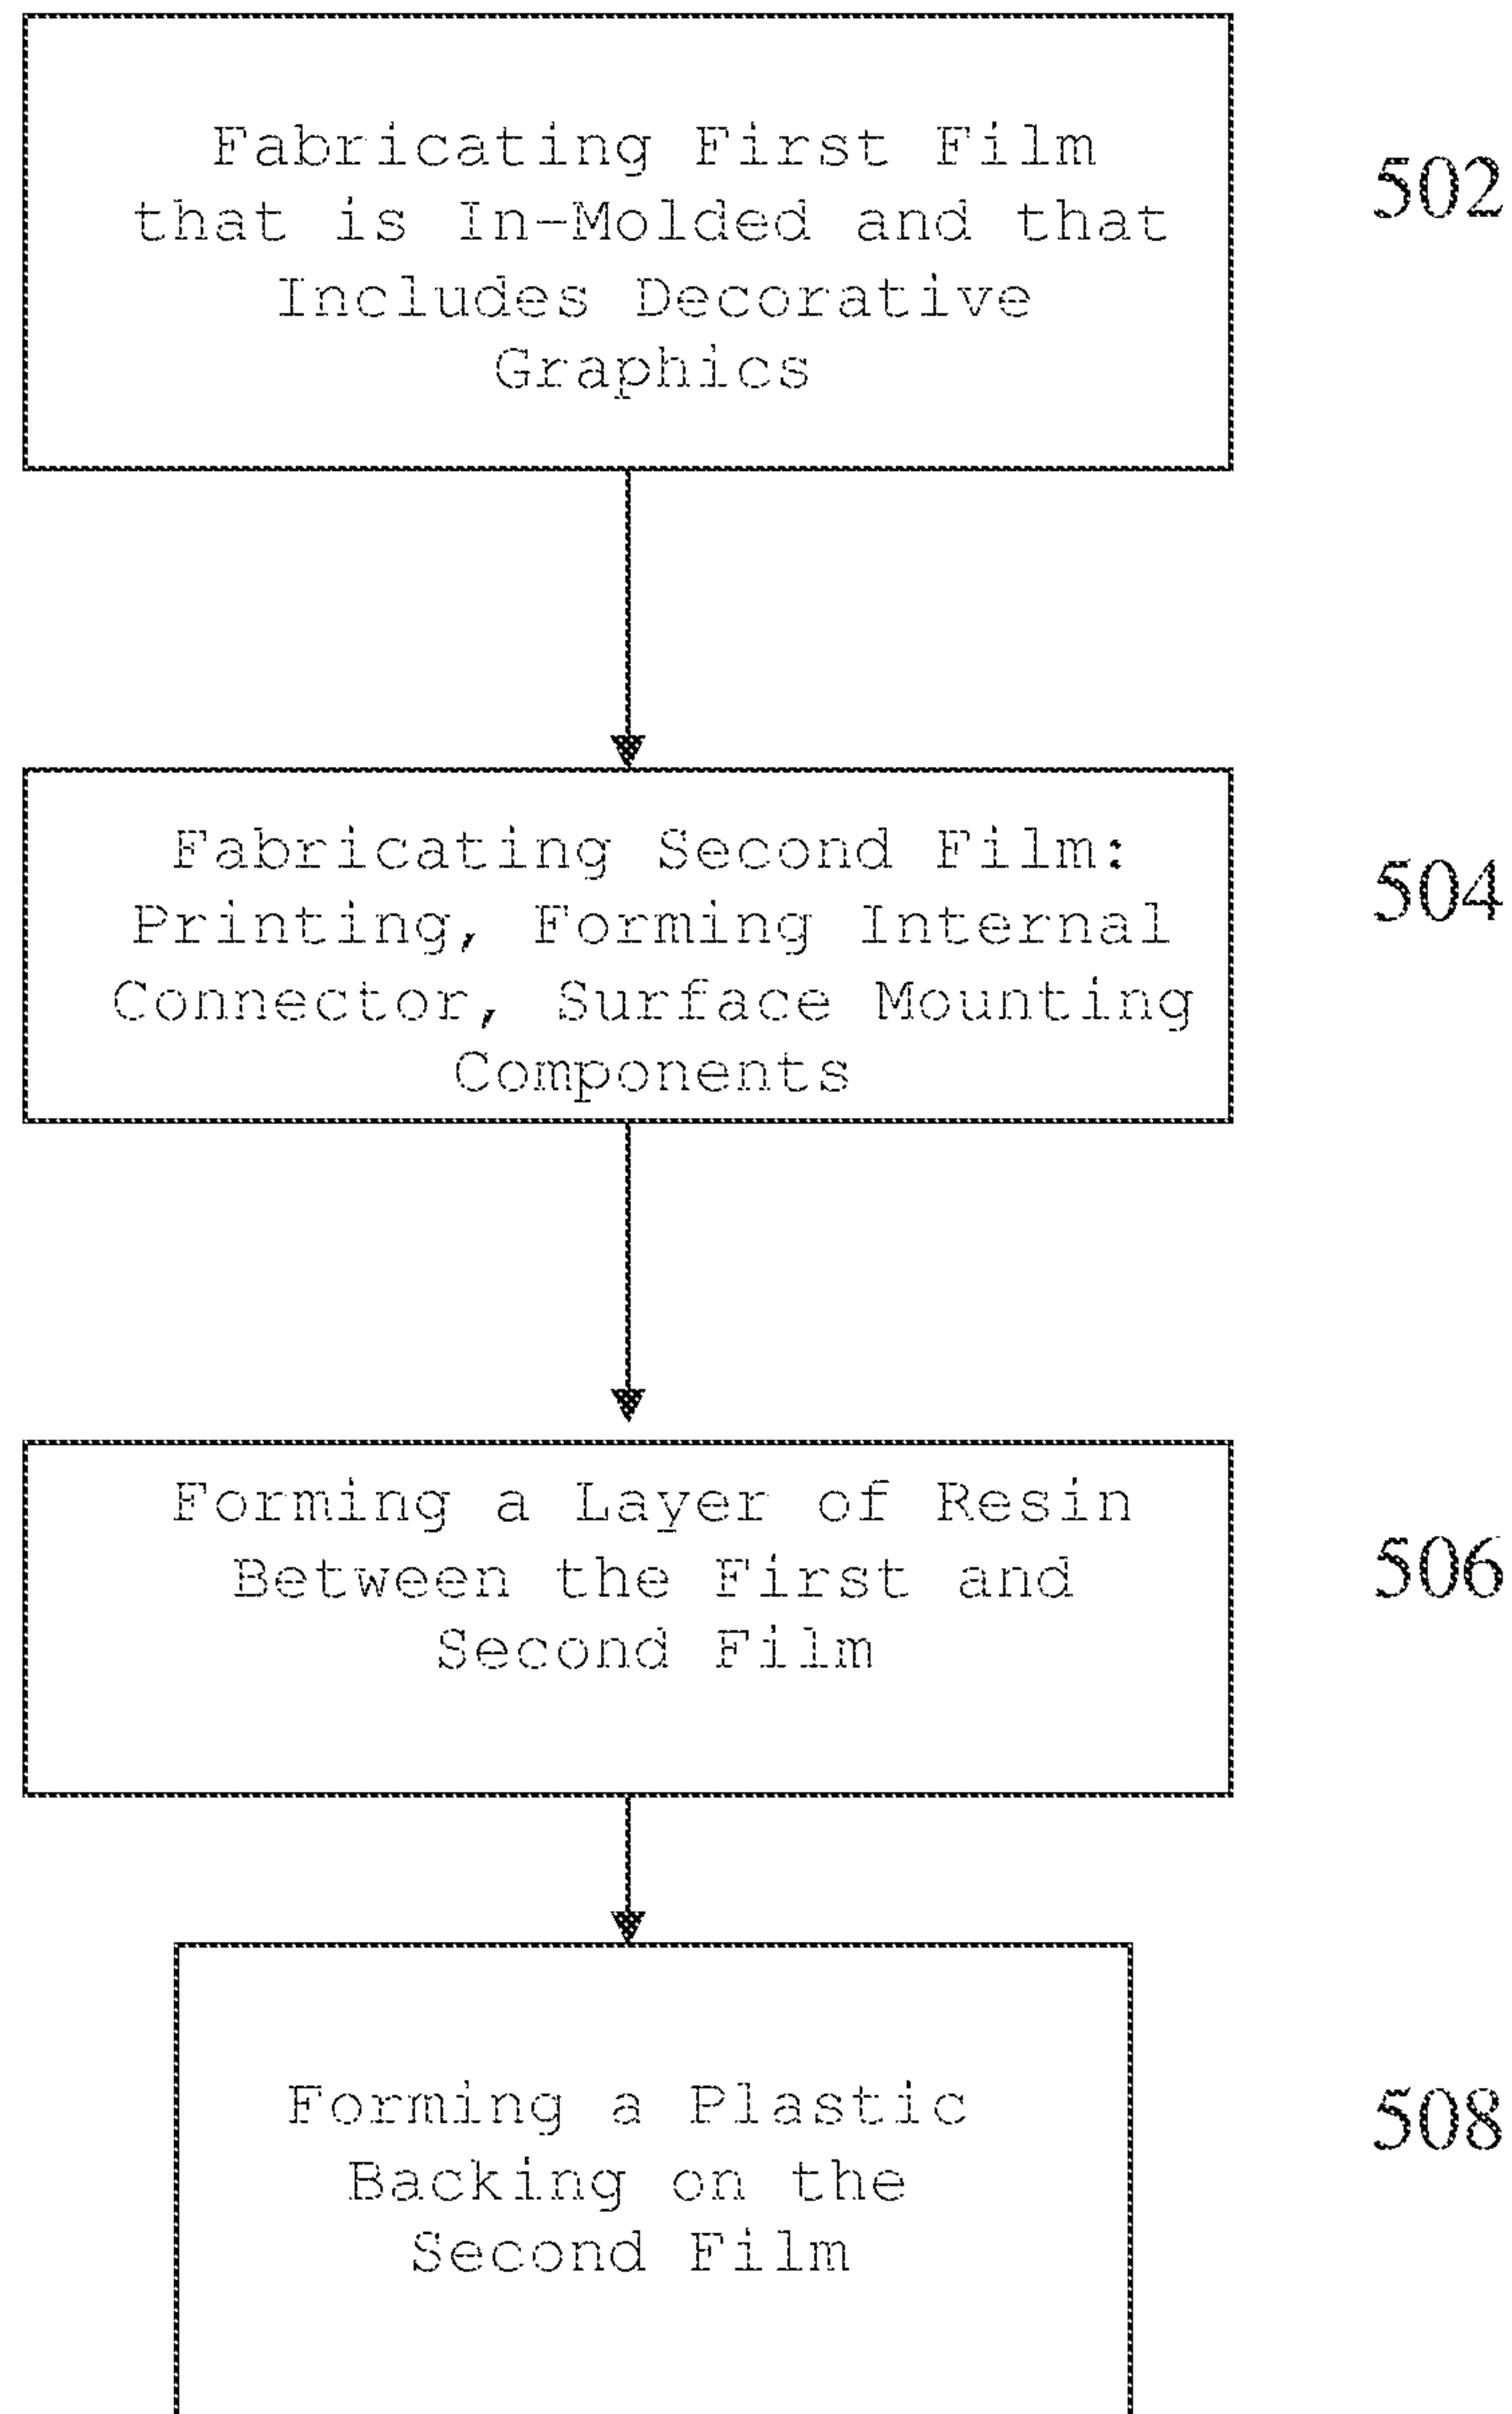 Fabricating First Film
that is In-Molded and that
Includes Decorative
Graphics
502
Fabricating Second Film:
Printing, Forming Internal
Connector, Surface Mounting
Components
504
Forming a Layer of Resin
Between the First and
Second Film
506
Forming a Plastic
Backing on the
Second Film
508